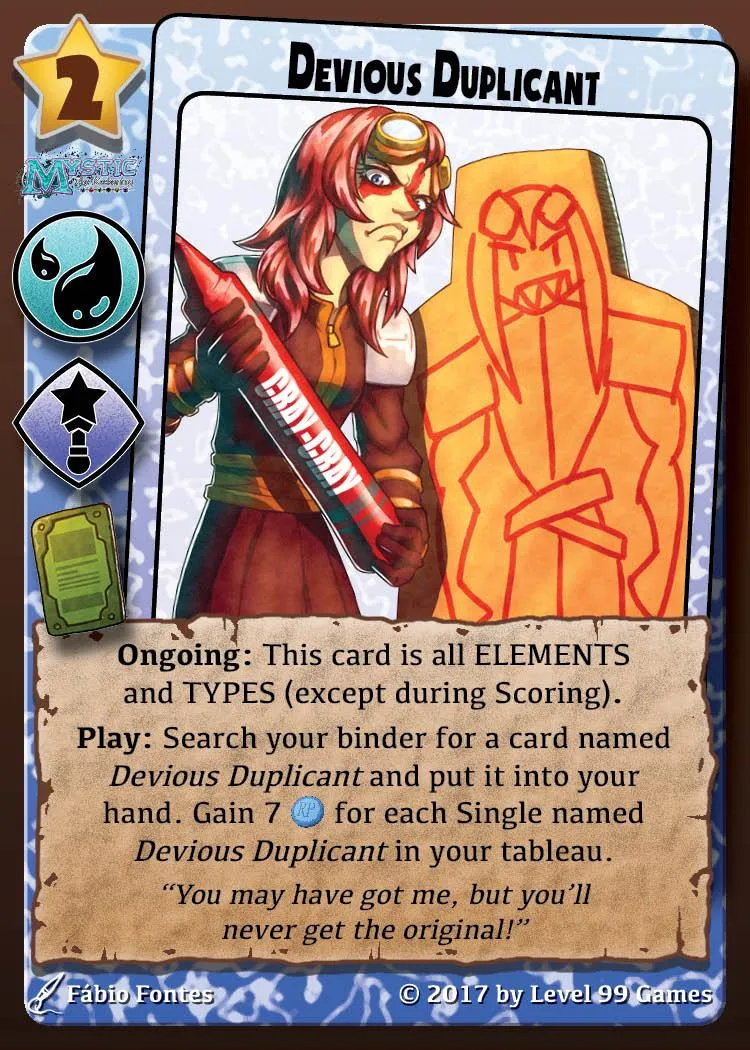 2
DEVIOUS DUPLICANT
MYSTIC
CRAY-CRAY
Ongoing: This card is all ELEMENTS
and TYPES (except during Scoring).
Play: Search your binder for a card named
Devious Duplicant and put it into your
hand. Gain 7 RP for each Single named
Devious Duplicant in your tableau.
“You may have got me, but you’ll
never get the original!”
Fábio Fontes
© 2017 by Level 99 Games